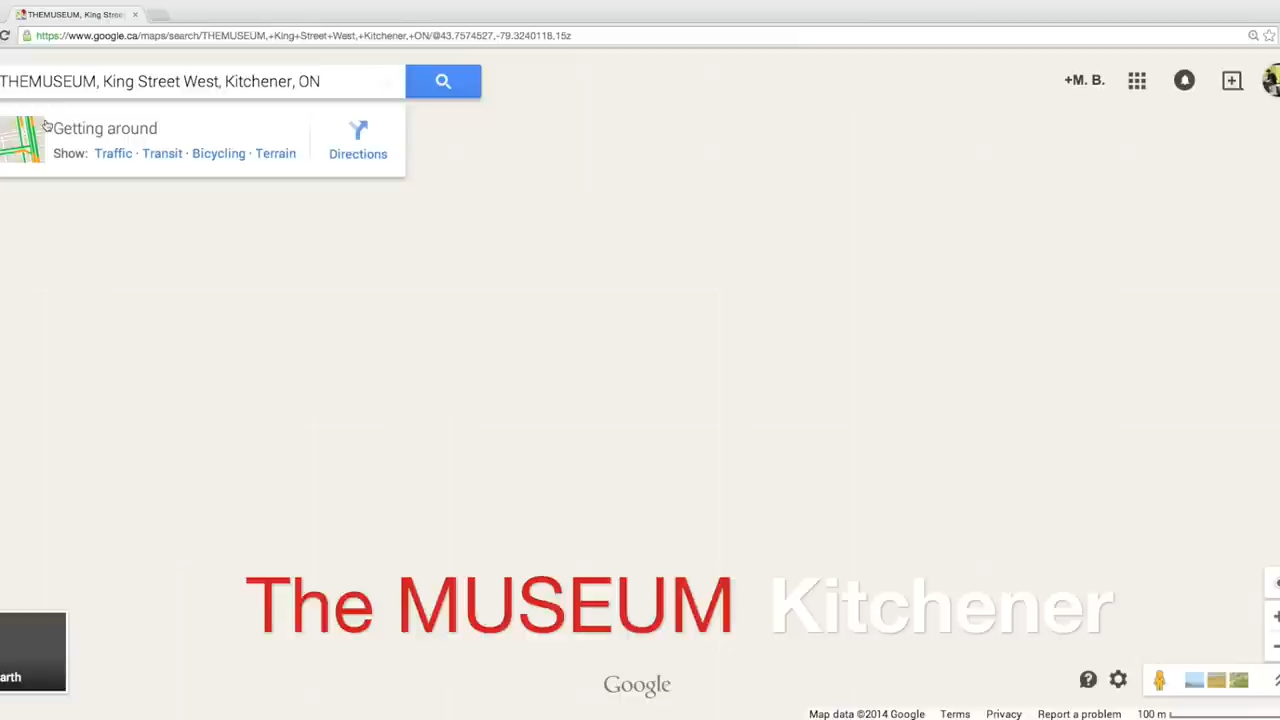 THEMUSEUM, King Stree
https://www.google.ca/maps/search/THEMUSEUM,+King+Street+West,+Kitchener,+ON/@43.7574527,-79.3240118,15z
THEMUSEUM, King Street West, Kitchener, ON
+M. B.
Getting around
Show: Traffic · Transit · Bicycling · Terrain
Directions
The MUSEUM Kitchener
arth
Google
Map data ©2014 Google Terms Privacy Report a problem 100 m